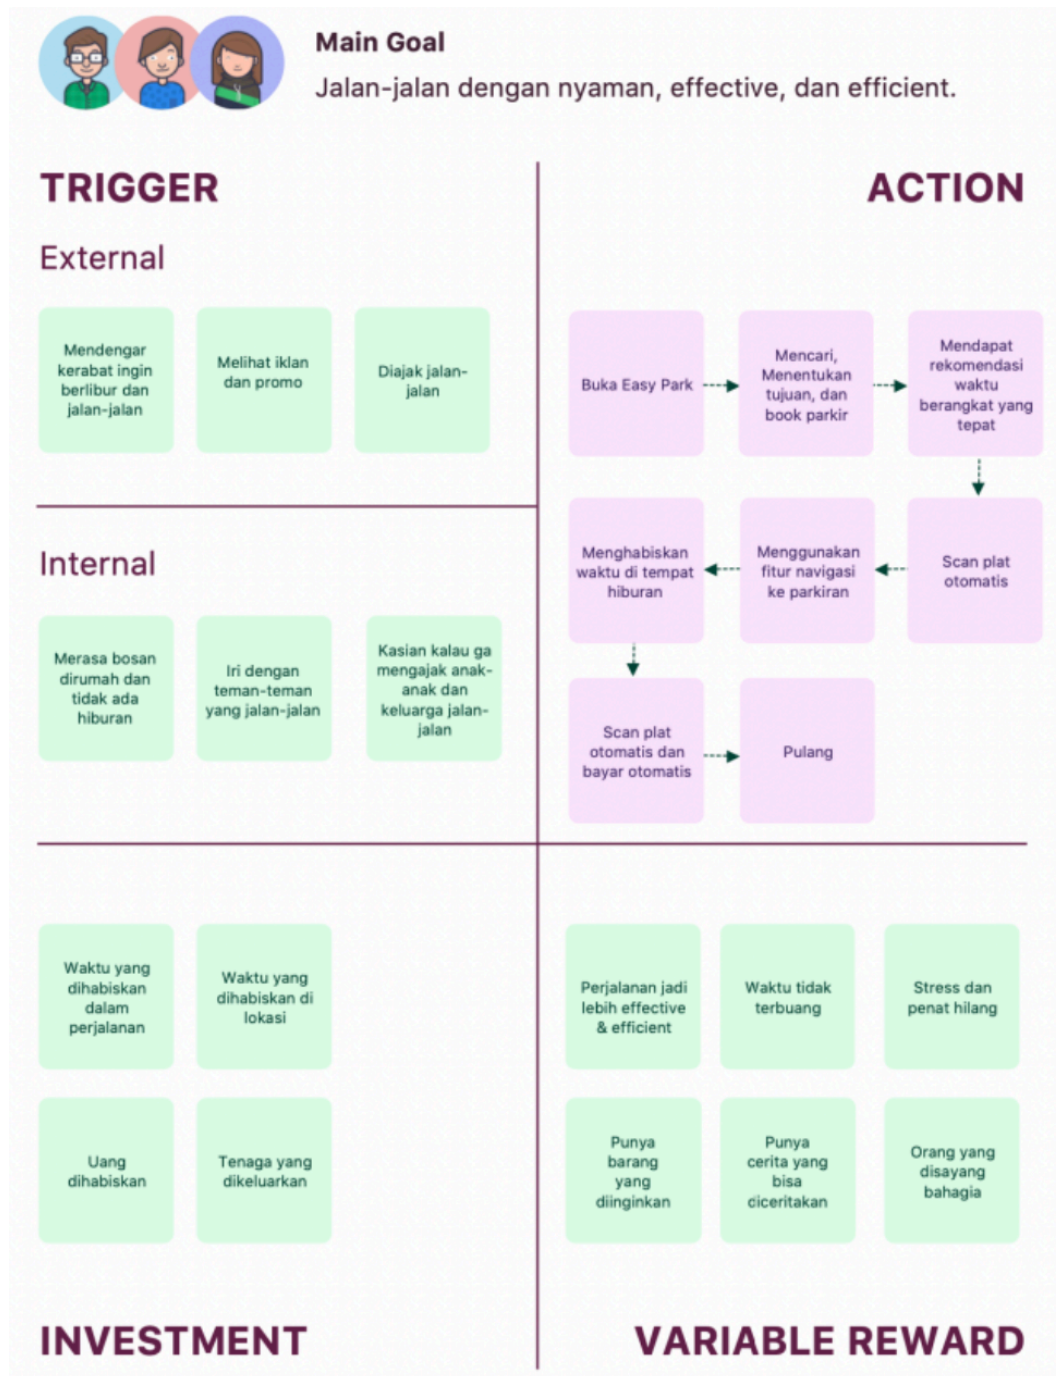 Main Goal
Jalan-jalan dengan nyaman, effective, dan efficient.
TRIGGER
External
Mendengar
kerabat ingin
berlibur dan
jalan-jalan
Melihat iklan
dan promo
Diajak jalan-
jalan
Internal
Merasa bosan
dirumah dan
tidak ada
hiburan
Iri dengan
teman-teman
yang jalan-jalan
Kasian kalau ga
mengajak anak-
anak dan
keluarga jalan-
jalan
ACTION
Buka Easy Park
Mencari,
Menentukan
tujuan, dan
book parkir
Mendapat
rekomendasi
waktu
berangkat yang
tepat
Scan plat
otomatis
Menggunakan
fitur navigasi
ke parkiran
Menghabiskan
waktu di tempat
hiburan
Scan plat
otomatis dan
bayar otomatis
Pulang
Waktu yang
dihabiskan
dalam
perjalanan
Waktu yang
dihabiskan di
lokasi
Uang
dihabiskan
Tenaga yang
dikeluarkan
INVESTMENT
Perjalanan jadi
lebih effective
& efficient
Waktu tidak
terbuang
Stress dan
penat hilang
Punya
barang
yang
diinginkan
Punya
cerita yang
bisa
diceritakan
Orang yang
disayang
bahagia
VARIABLE REWARD